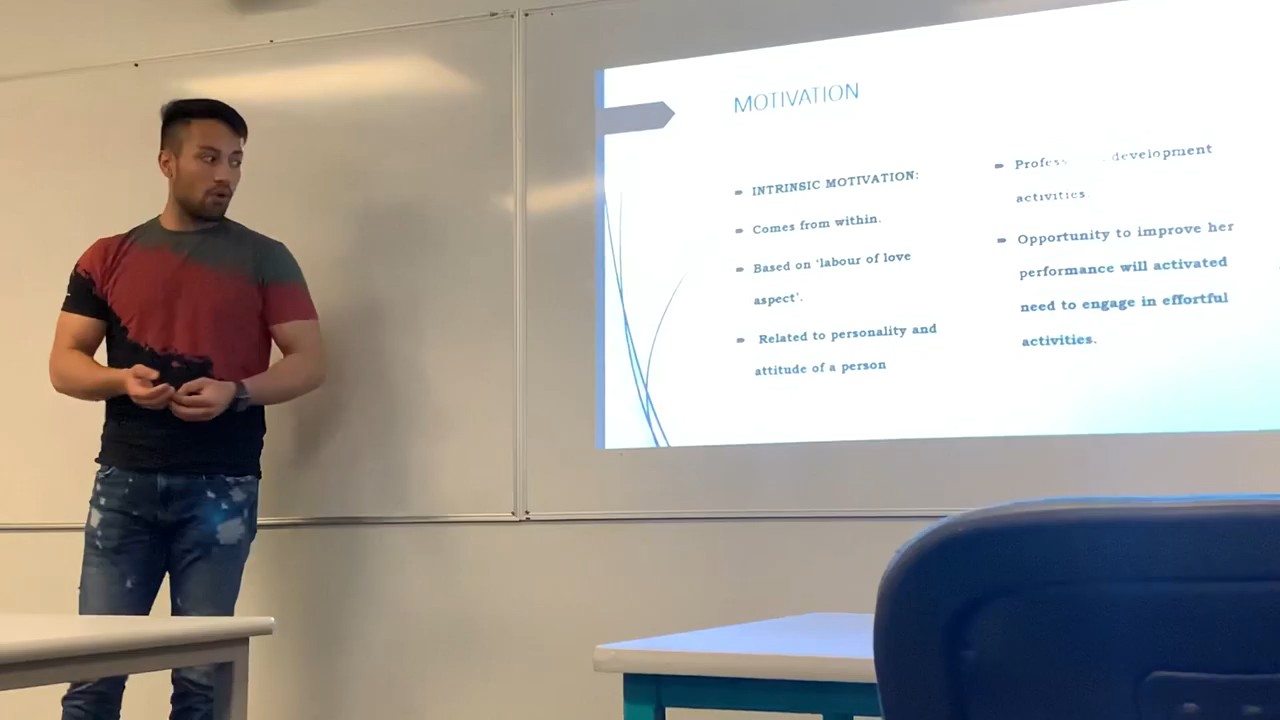 MOTIVATION
INTRINSIC MOTIVATION:
Comes from within.
Based on 'labour of love
aspect'.
Related to personality and
attitude of a person
development
activities.
Opportunity to improve her
performance will activated
need to engage in effortful
activities.